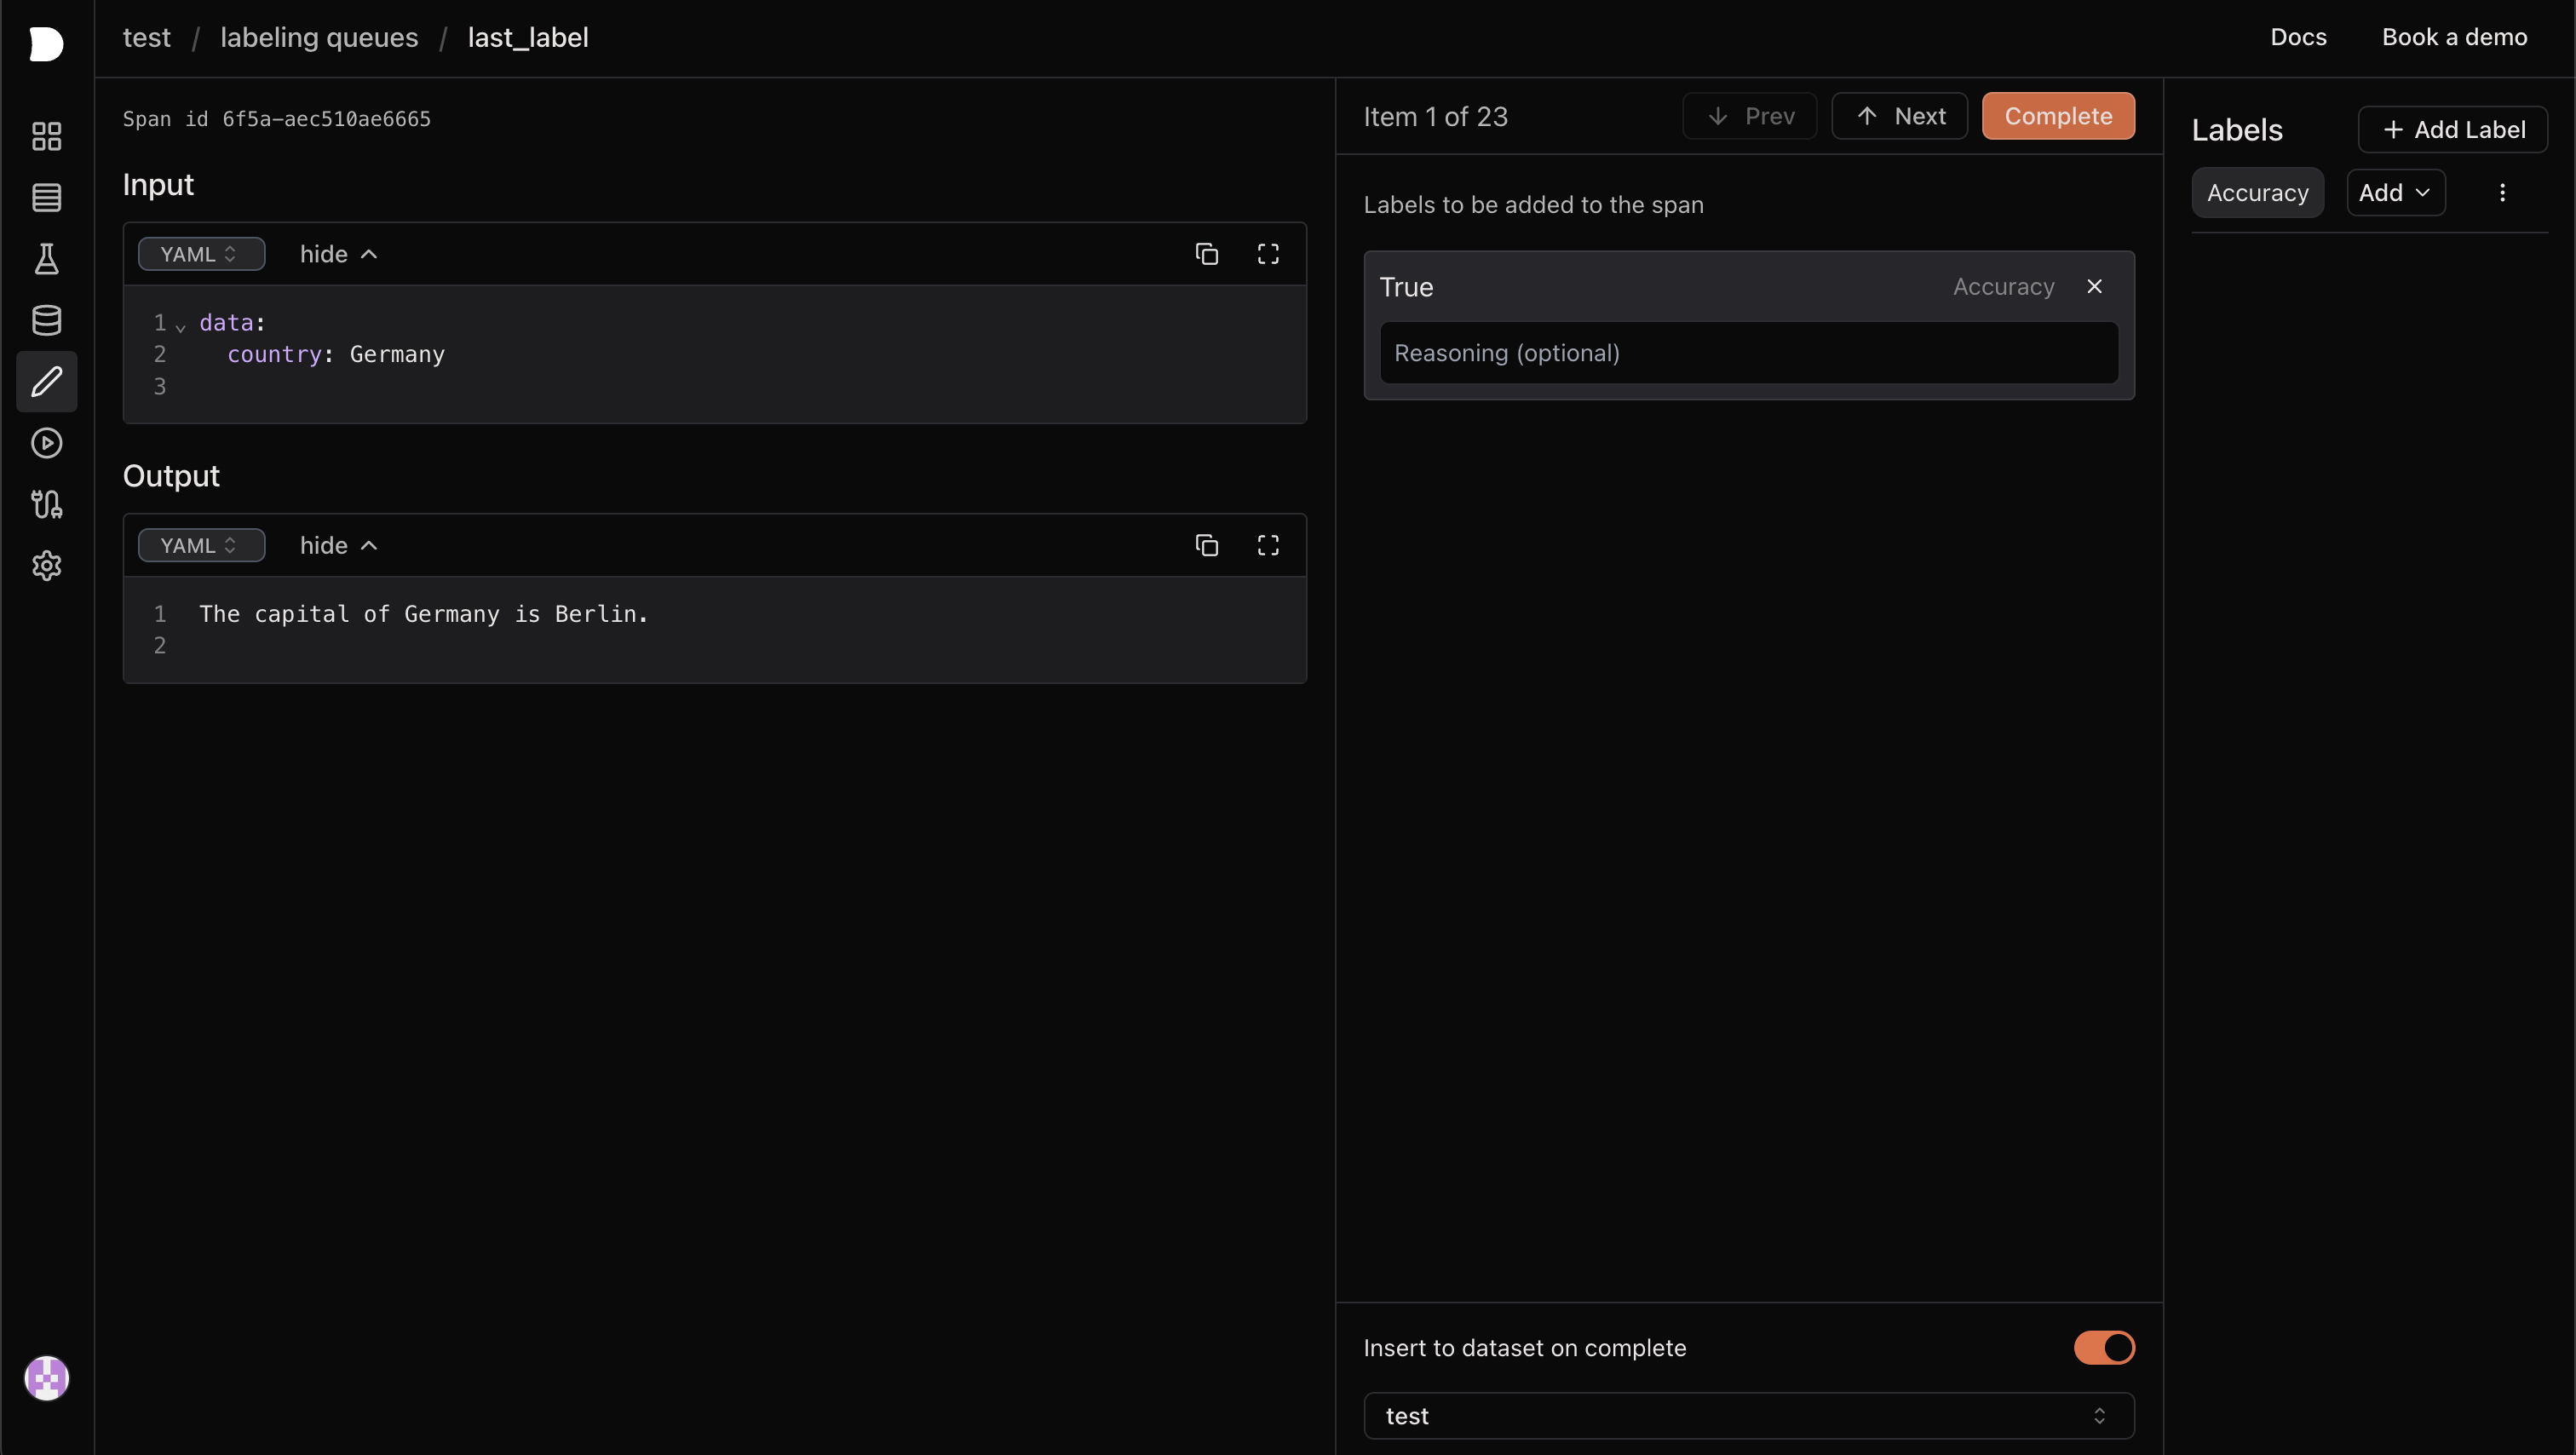 test / labeling queues / last_label
Docs
Book a demo
Span id 6f5a-aec510ae6665
Input
YAML
hide
1 data:
2 country: Germany
3
Output
YAML
hide
1 The capital of Germany is Berlin.
2
Item 1 of 23
Prev
Next
Complete
Labels to be added to the span
True
Accuracy
Reasoning (optional)
Insert to dataset on complete
test
Labels
+ Add Label
Accuracy
Add